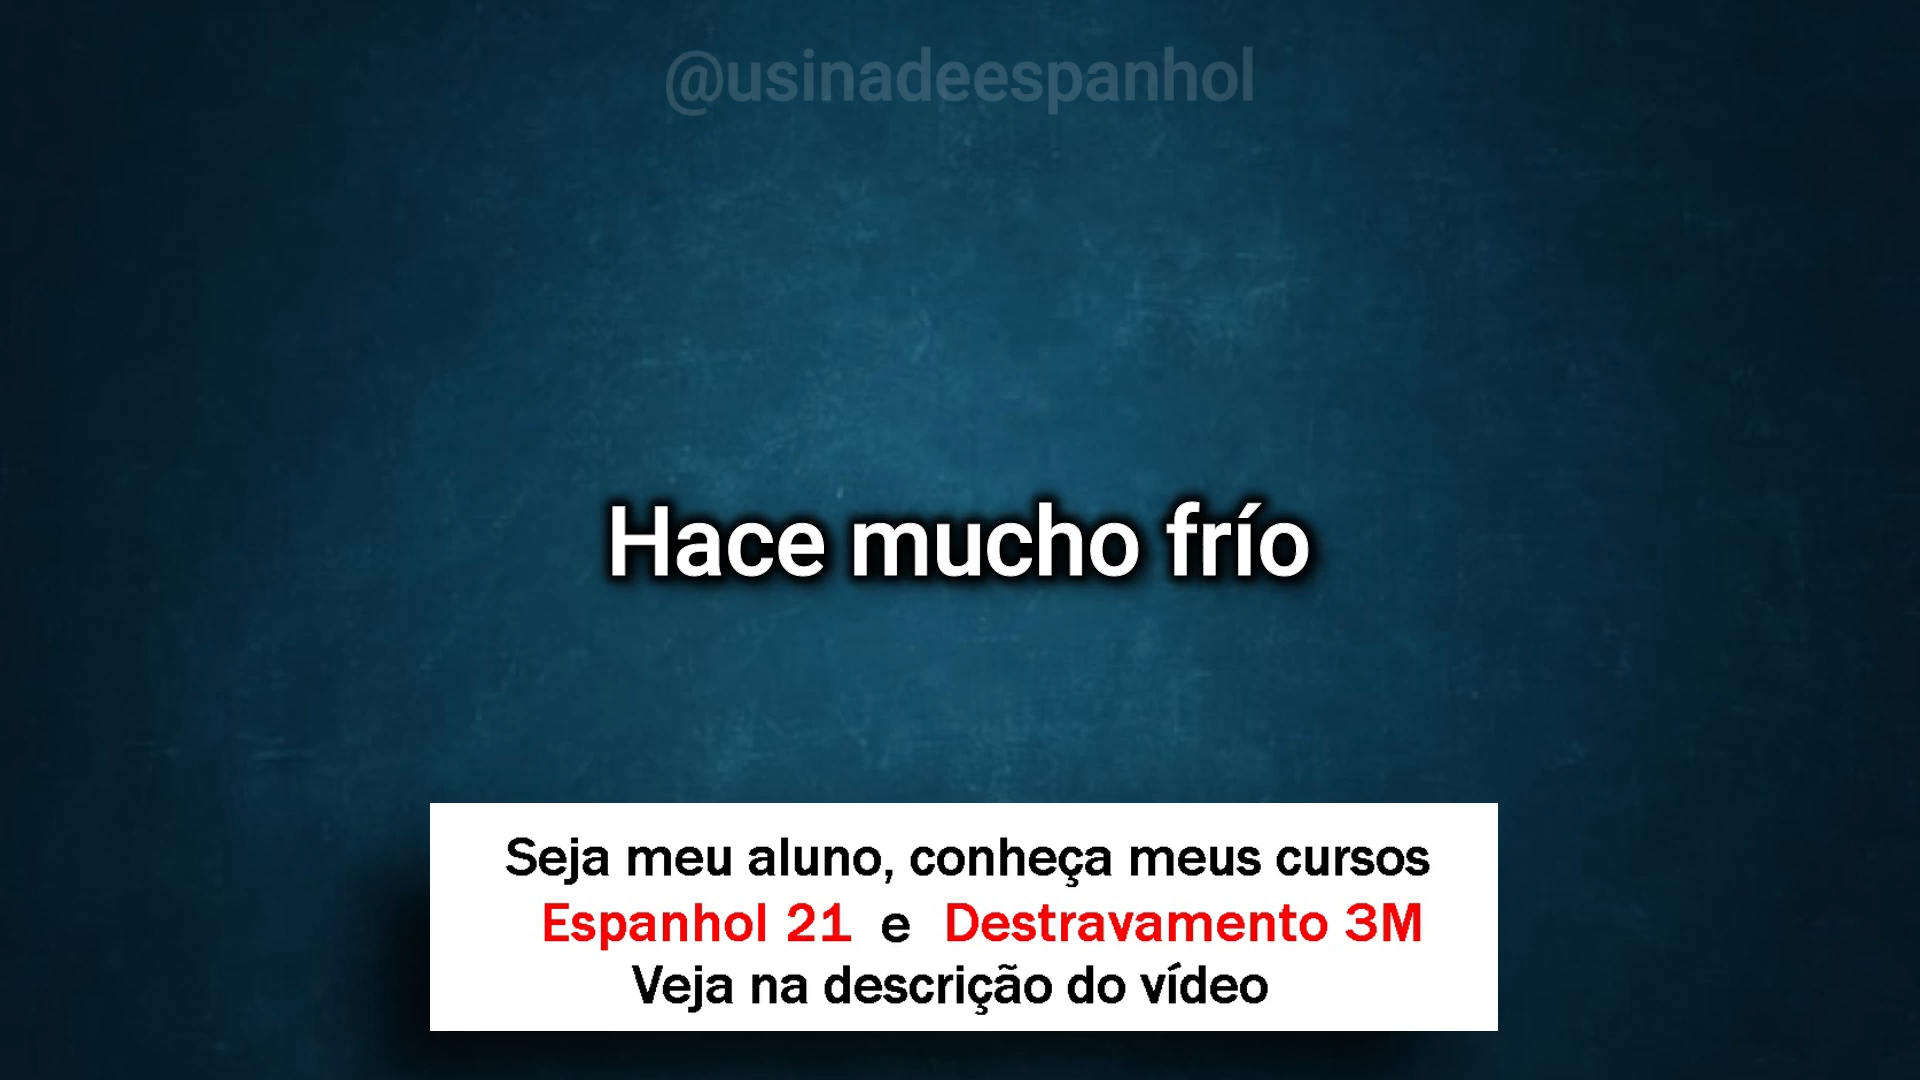 @usinadeespanhol
Hace mucho frío
Seja meu aluno, conheça meus cursos
Espanhol 21 e Destravamento 3M
Veja na descrição do vídeo